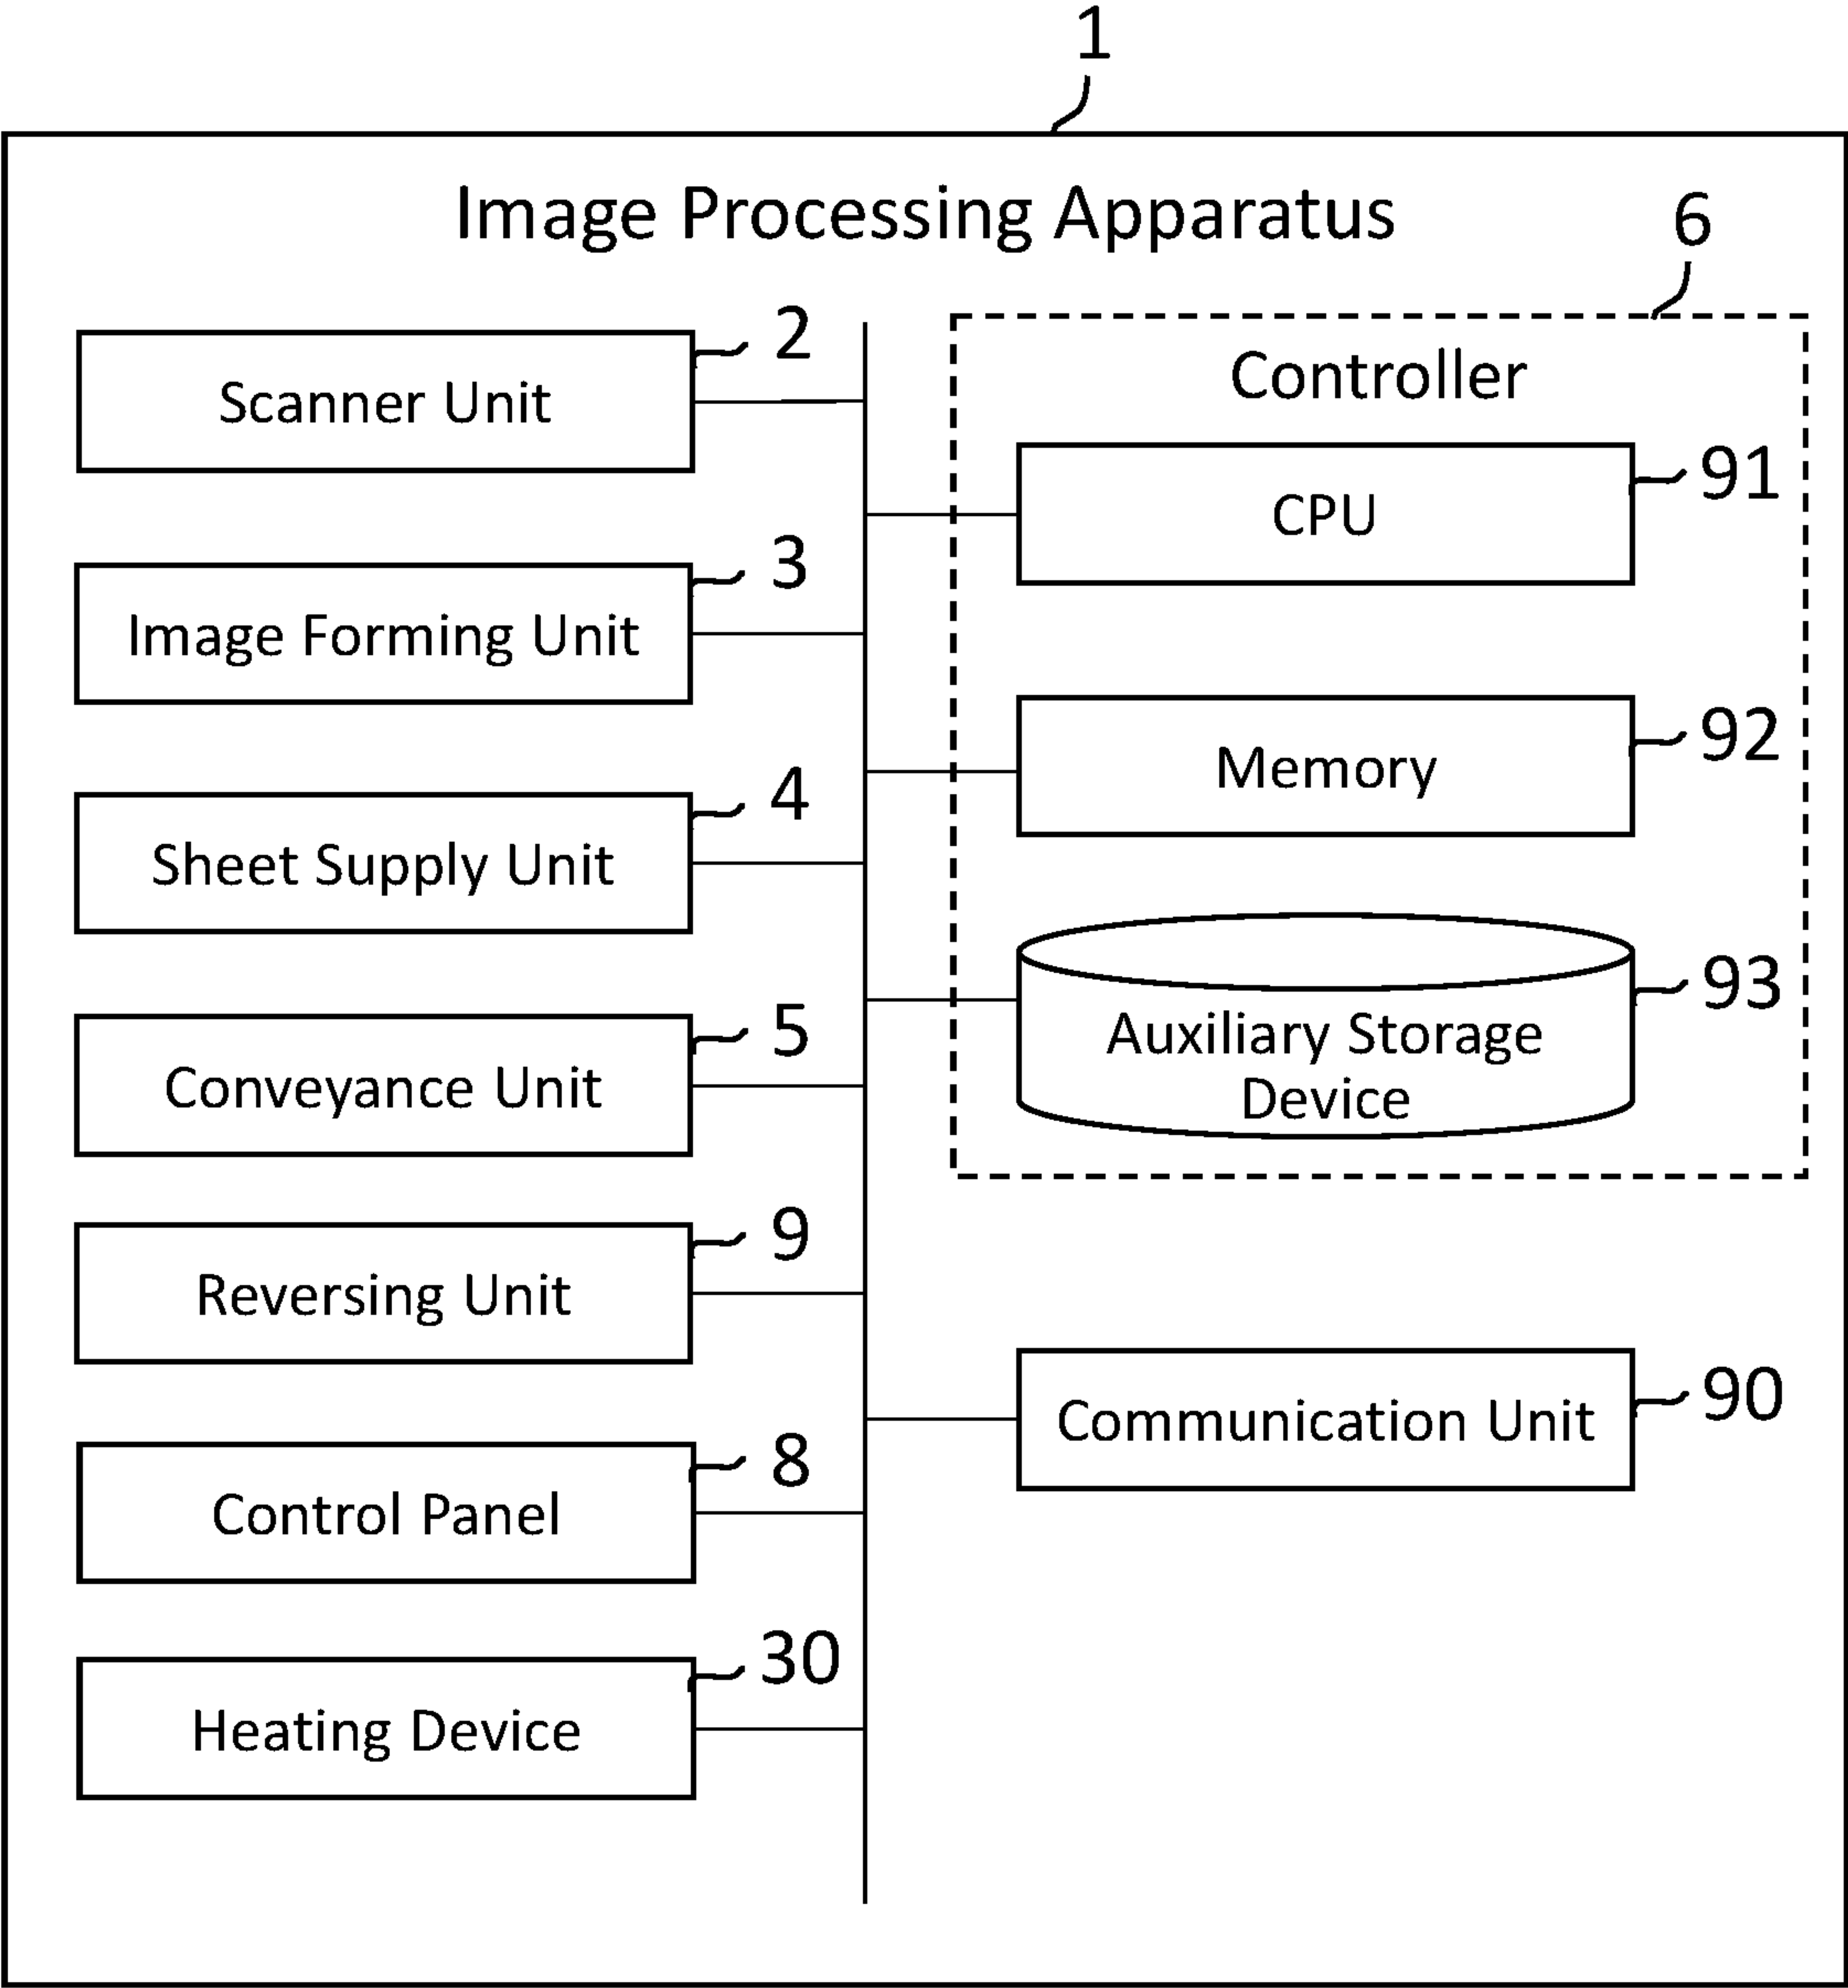 1
Image Processing Apparatus
6
Scanner Unit
2
Image Forming Unit
3
Sheet Supply Unit
4
Conveyance Unit
5
Reversing Unit
9
Control Panel
8
Heating Device
30
Controller
CPU
91
Memory
92
Auxiliary Storage
Device
93
Communication Unit
90